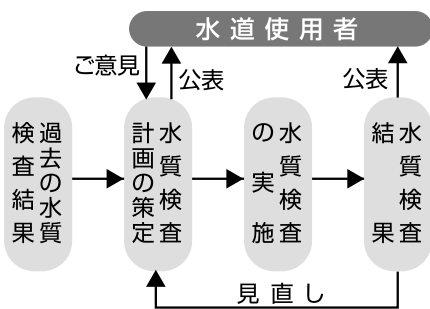 水道使用者
ご意見
公表
公表
過去の水質
検査結果
水質検査
計画の策定
水質検査
の実施
水質検査
結果
見直し